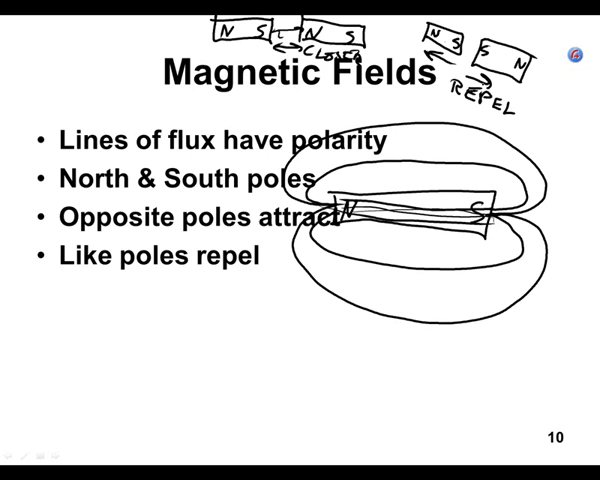 N S N S
CLOSER
N S
S N
REPEL
Magnetic Fields
• Lines of flux have polarity
• North & South poles
• Opposite poles attract
• Like poles repel
N S
10